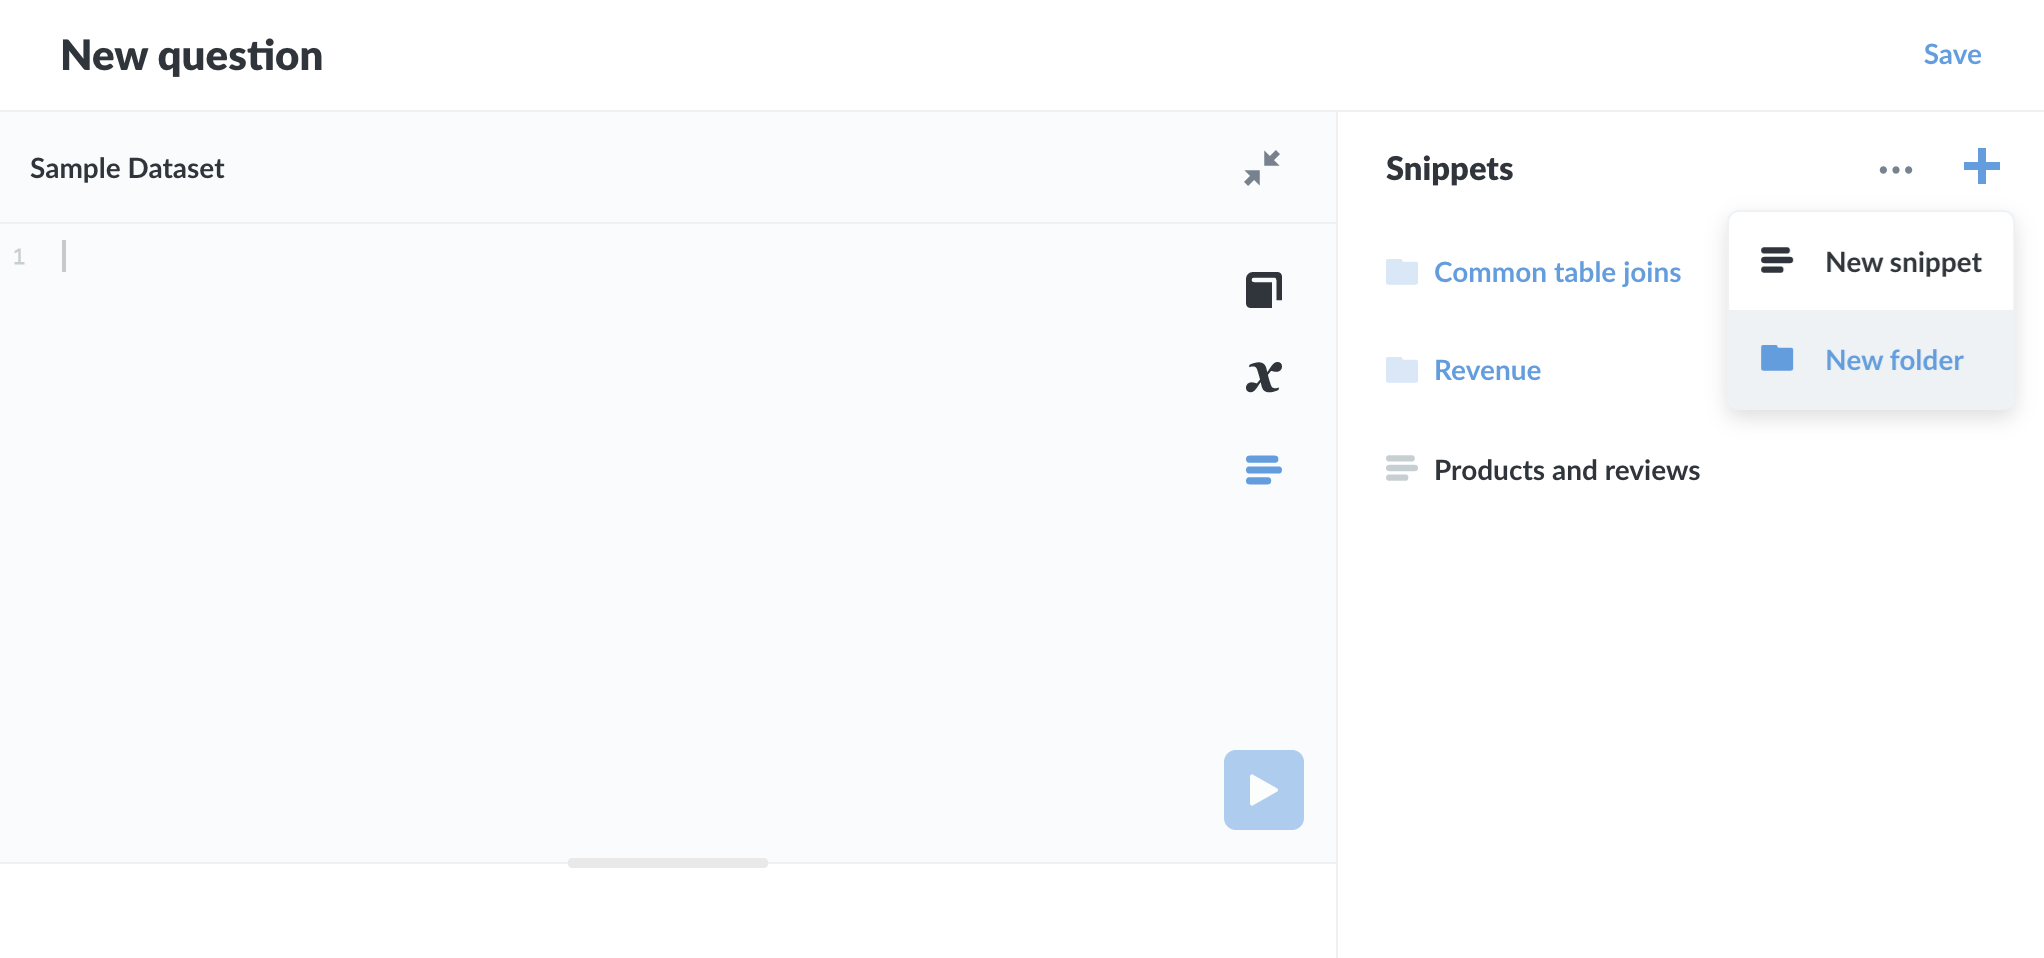 New question
Save
Sample Dataset
1
x
Snippets
Common table joins
Revenue
Products and reviews
New snippet
New folder